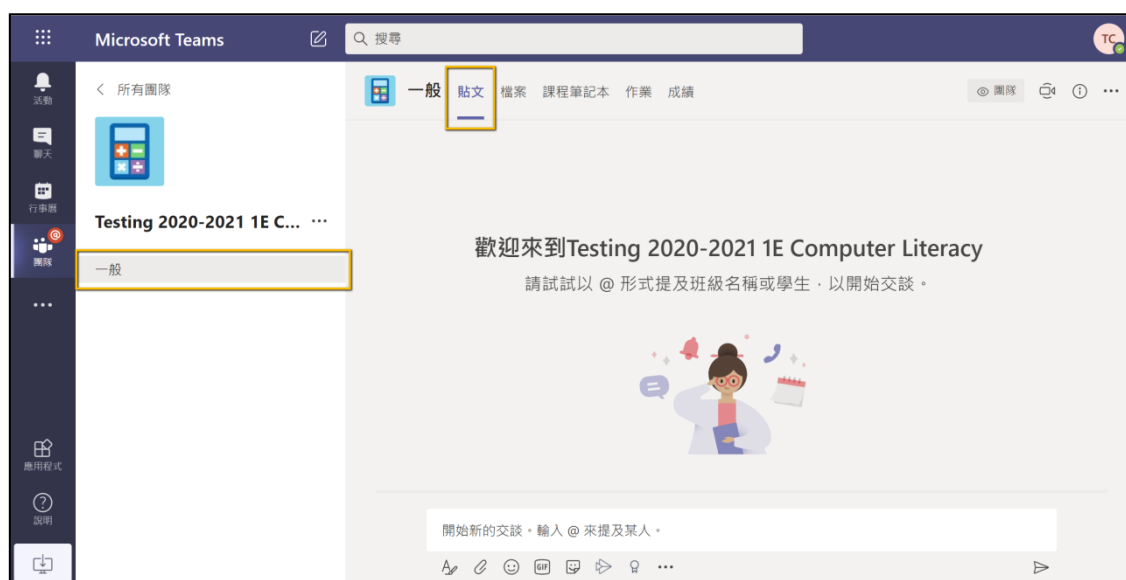 Microsoft Teams
搜尋
TC
活動
聊天
行事曆
團隊
應用程式
說明
所有團隊
Testing 2020-2021 1E C...
一般
一般 貼文 檔案 課程筆記本 作業 成績
團隊
歡迎來到Testing 2020-2021 1E Computer Literacy
請試試以 @ 形式提及班級名稱或學生,以開始交談。
開始新的交談。輸入 @ 來提及某人。
GIF